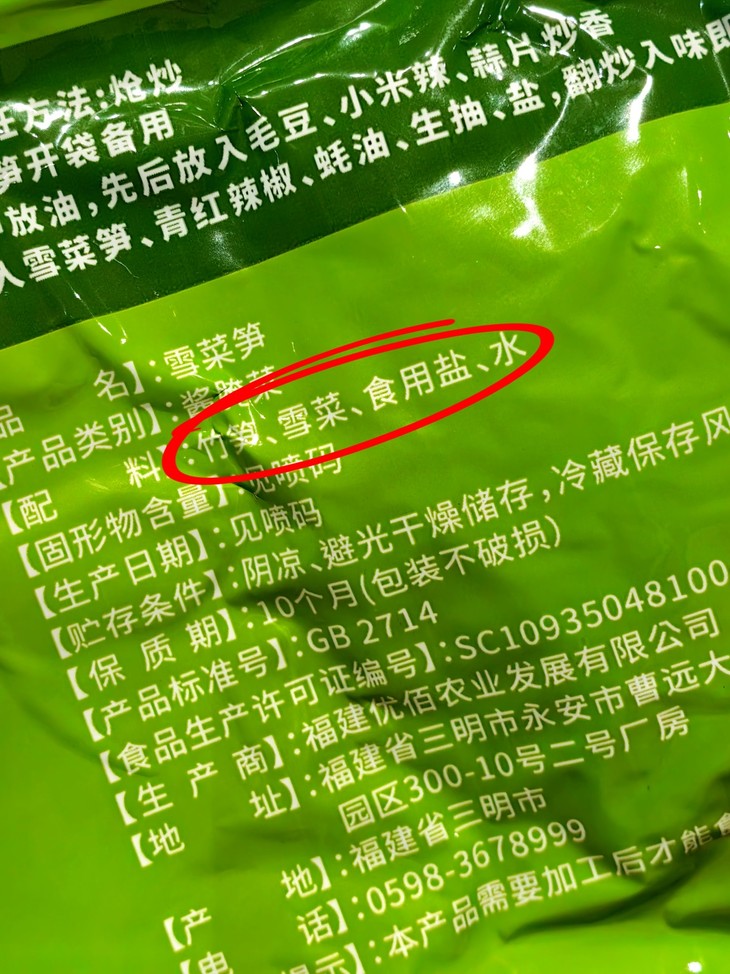 方法:炝炒
笋开袋备用
放油,先后放入毛豆、小米辣、蒜片炒香
入雪菜笋、青红辣椒、蚝油、生抽、盐,翻炒入味即
品 名】:雪菜笋
【产品类别】:酱腌菜
【配 料】:竹笋、雪菜、食用盐、水
【固形物含量】:见喷码
【生产日期】:见喷码
【贮存条件】:阴凉、避光干燥储存,冷藏保存风
【保 质 期】:10个月(包装不破损)
【产品标准号】:GB 2714
【食品生产许可证编号】:SC10935048100
【生 产 商】:福建优佰农业发展有限公司
【地 址】:福建省三明市永安市曹远大
园区300-10号二号厂房
【产 地】:福建省三明市
【电 话】:0598-3678999
提示】:本产品需要加工后才能食